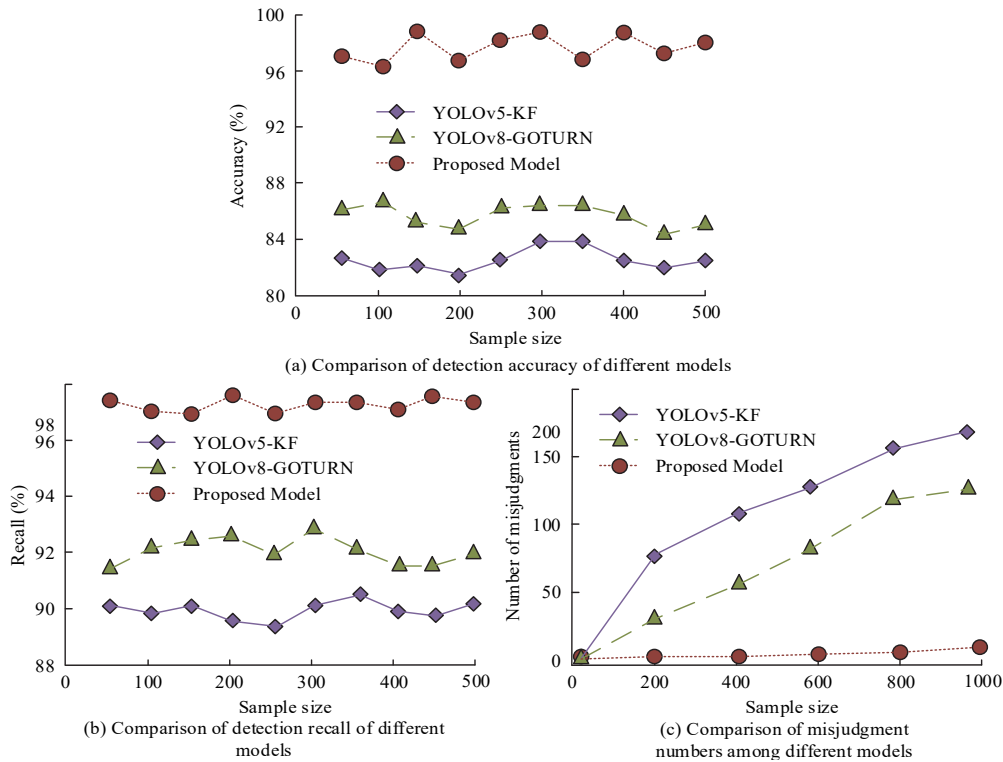 100
96
92
88
84
80
Accuracy (%)
YOLOv5-KF
YOLOv8-GOTURN
Proposed Model
0 100 200 300 400 500
Sample size
(a) Comparison of detection accuracy of different models
98
96
94
92
90
88
Recall (%)
YOLOv5-KF
YOLOv8-GOTURN
Proposed Model
0 100 200 300 400 500
Sample size
(b) Comparison of detection recall of different
models
200
150
100
50
0
Number of misjudgments
YOLOv5-KF
YOLOv8-GOTURN
Proposed Model
0 200 400 600 800 1000
Sample size
(c) Comparison of misjudgment
numbers among different models